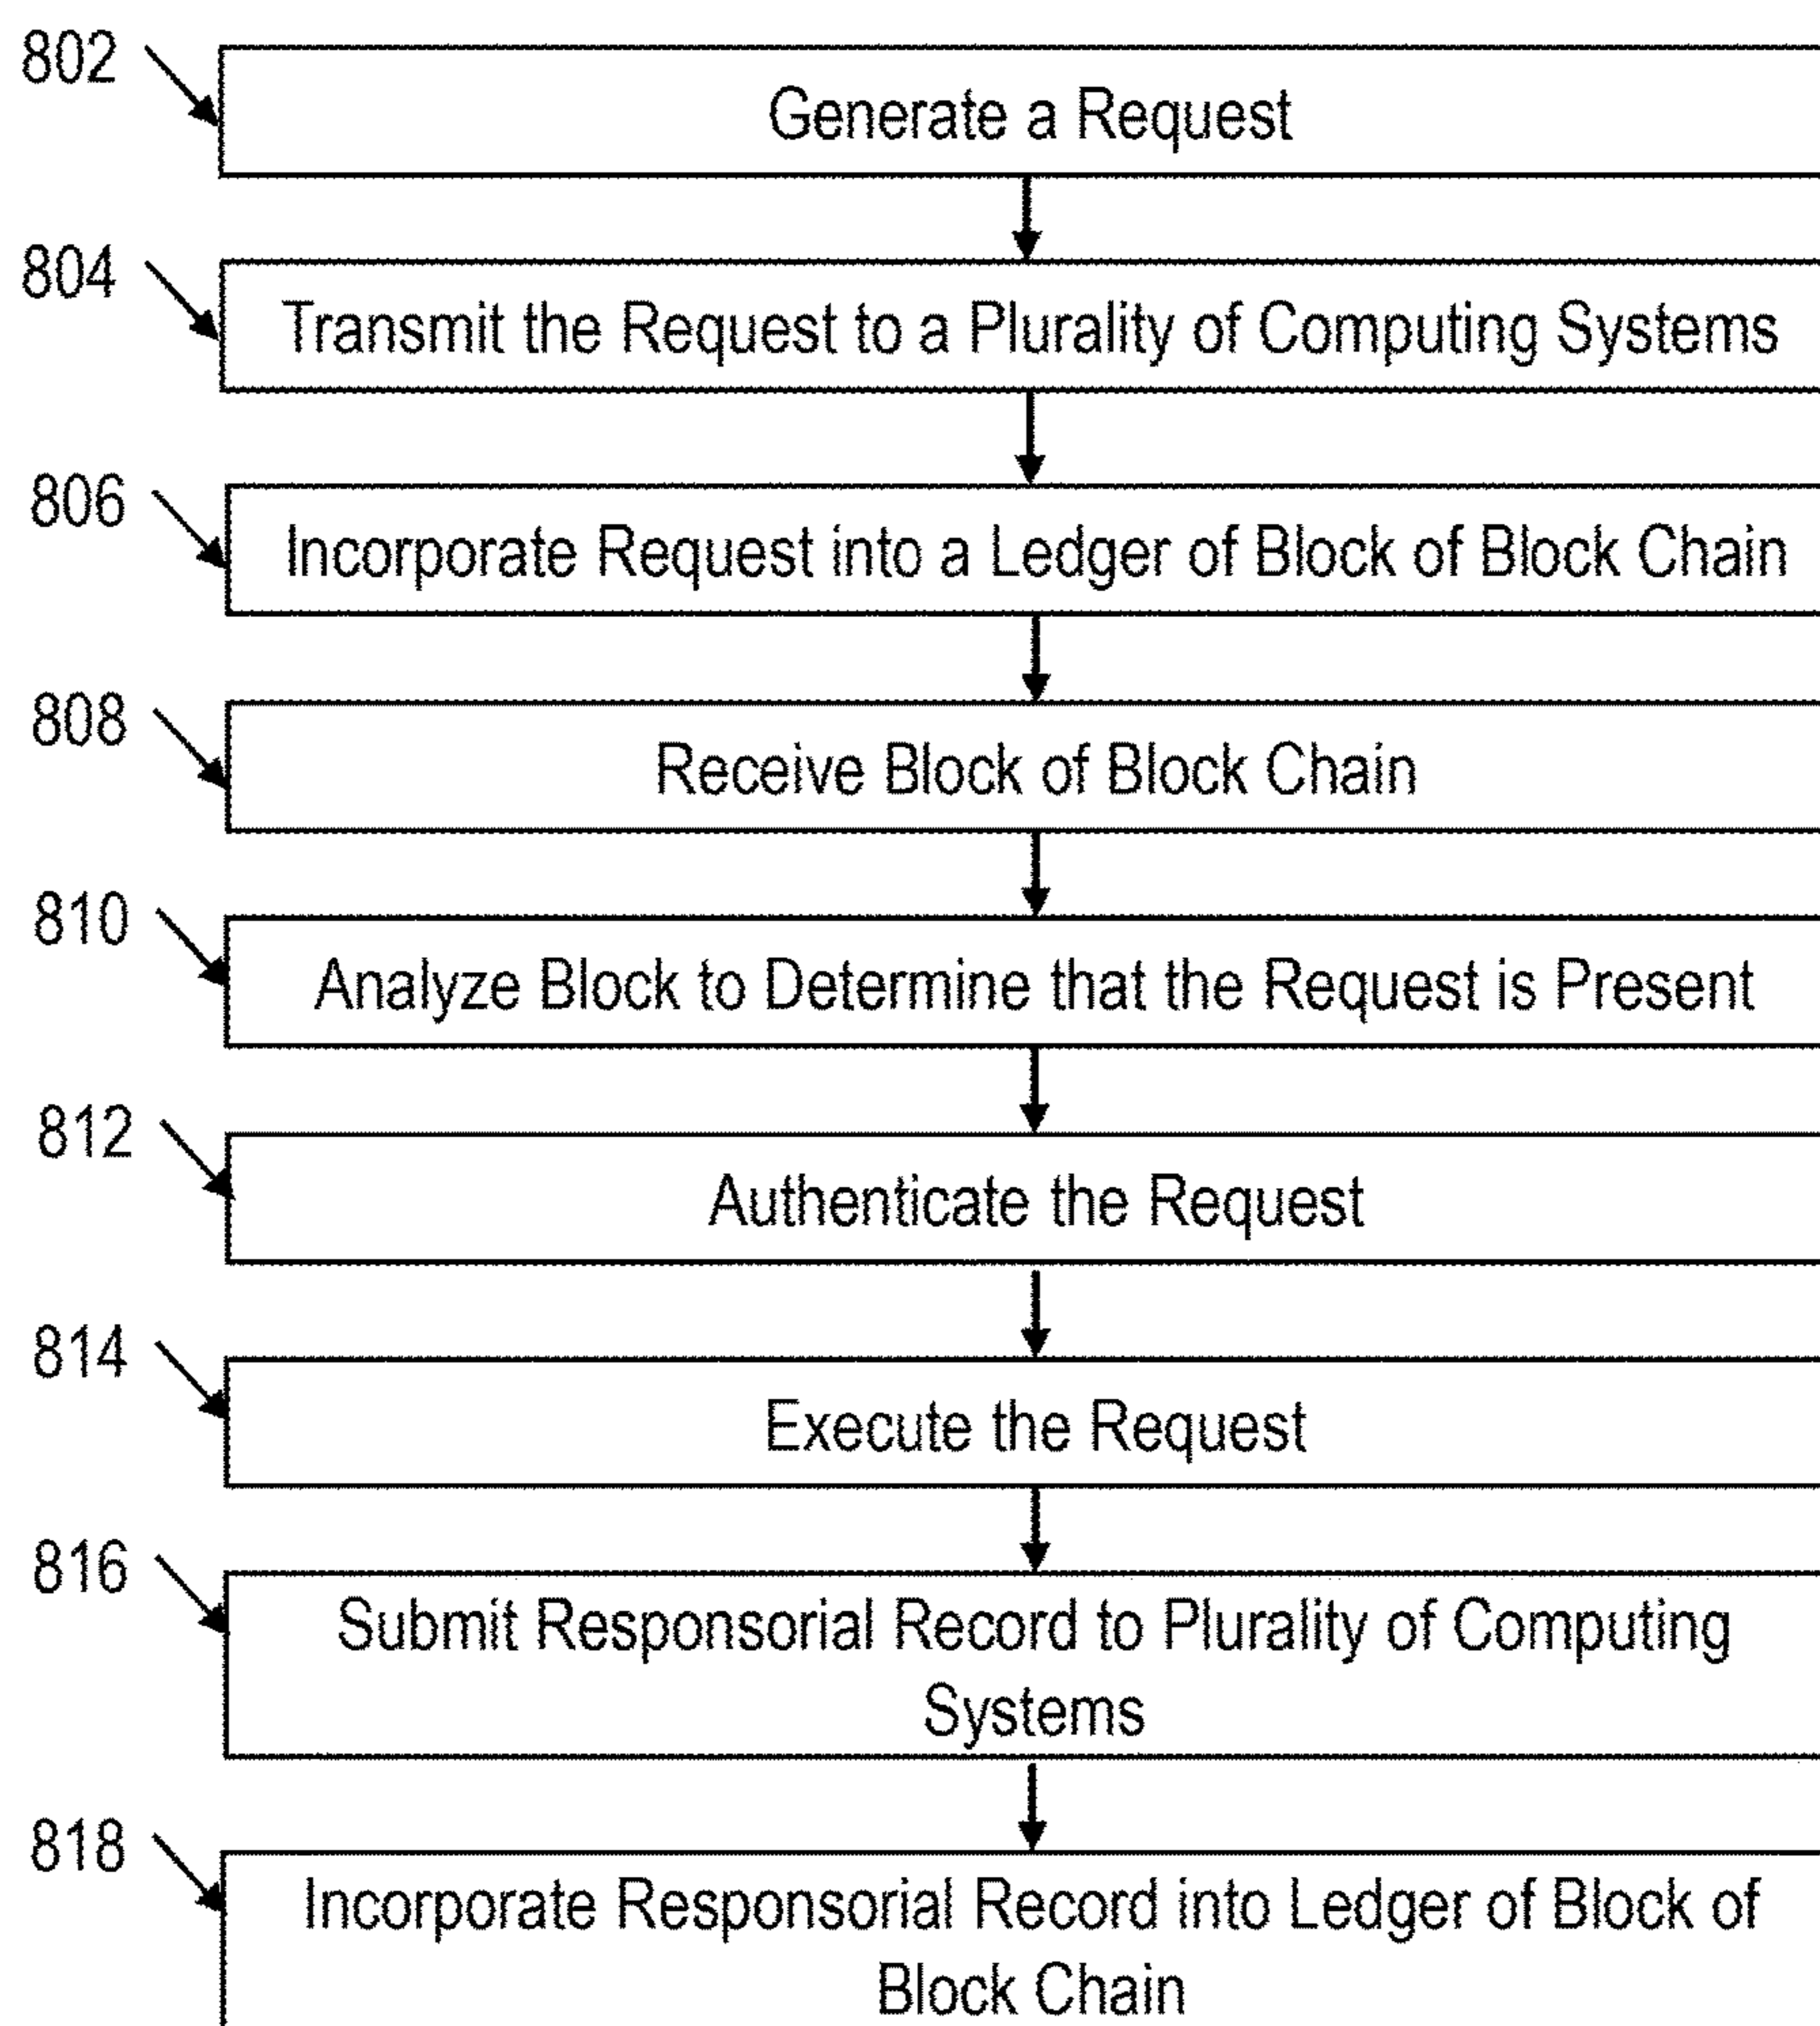 802
Generate a Request
804
Transmit the Request to a Plurality of Computing Systems
806
Incorporate Request into a Ledger of Block of Block Chain
808
Receive Block of Block Chain
810
Analyze Block to Determine that the Request is Present
812
Authenticate the Request
814
Execute the Request
816
Submit Responsorial Record to Plurality of Computing
Systems
818
Incorporate Responsorial Record into Ledger of Block of
Block Chain